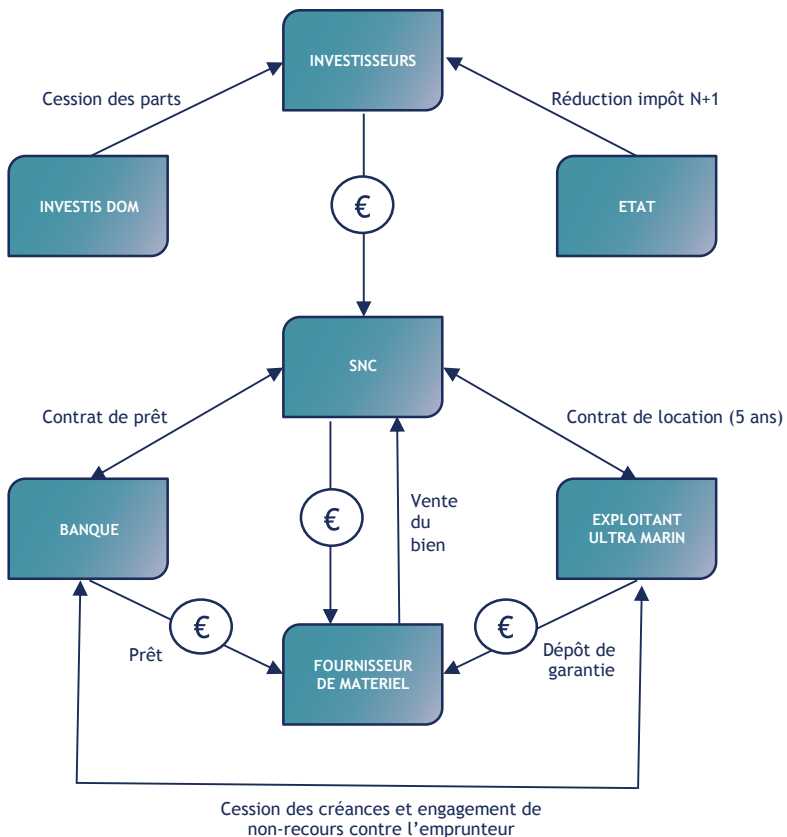 INVESTISSEURS
Cession des parts
Réduction impôt N+1
INVESTIS DOM
€
ETAT
SNC
Contrat de prêt
Contrat de location (5 ans)
BANQUE
€
Vente
du
bien
EXPLOITANT
ULTRA MARIN
€
€
Prêt
Dépôt de
garantie
FOURNISSEUR
DE MATERIEL
Cession des créances et engagement de
non-recours contre l’emprunteur